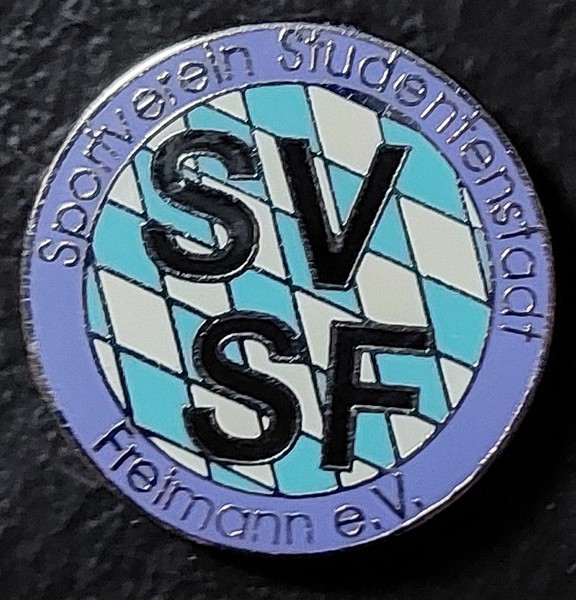 Sportverein Studentenstadt
SV
SF
Freimann e.V.